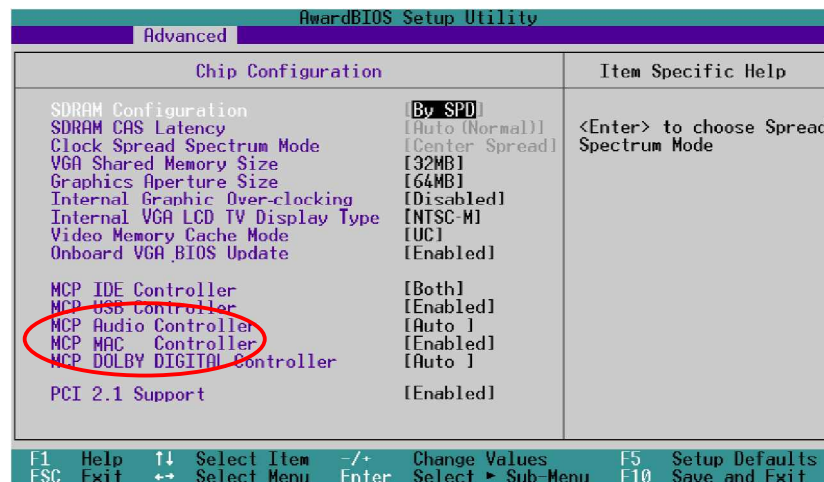 AwardBIOS Setup Utility
Advanced
Chip Configuration
Item Specific Help
SDRAM Configuration [By SPD]
SDRAM CAS Latency [Auto(Normal)]
Clock Spread Spectrum Mode [Center Spread]
VGA Shared Memory Size [32MB]
Graphics Aperture Size [64MB]
Internal Graphic Over-clocking [Disabled]
Internal VGA LCD TV Display Type [NTSC-M]
Video Memory Cache Mode [UC]
Onboard VGA BIOS Update [Enabled]
MCP IDE Controller [Both]
MCP USB Controller [Enabled]
MCP Audio Controller [Auto ]
MCP MAC Controller [Enabled]
MCP DOLBY DIGITAL Controller [Auto ]
PCI 2.1 Support [Enabled]
<Enter> to choose Spread
Spectrum Mode
F1 Help ↑↓ Select Item -/+ Change Values F5 Setup Defaults
ESC Exit ↔ Select Menu Enter Select ► Sub-Menu F10 Save and Exit